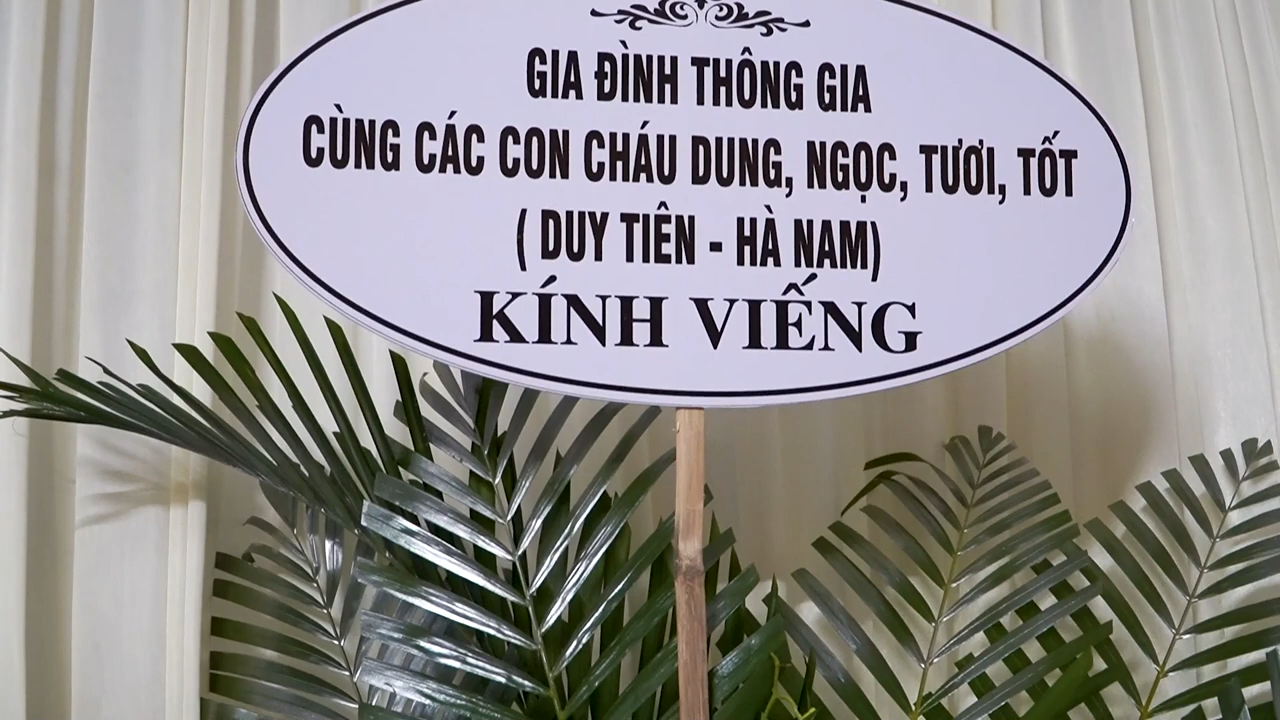 GIA ĐÌNH THÔNG GIA
CÙNG CÁC CON CHÁU DUNG, NGỌC, TƯƠI, TỐT
( DUY TIÊN - HÀ NAM)
KÍNH VIẾNG